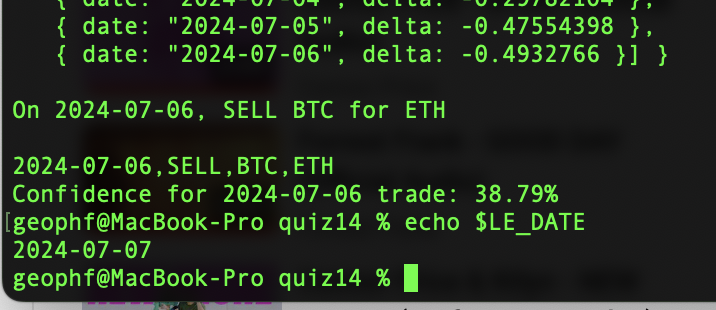 { date: "2024-07-04", delta: -0.29782104 },
{ date: "2024-07-05", delta: -0.47554398 },
{ date: "2024-07-06", delta: -0.4932766 }] }
On 2024-07-06, SELL BTC for ETH
2024-07-06,SELL,BTC,ETH
Confidence for 2024-07-06 trade: 38.79%
[geophf@MacBook-Pro quiz14 % echo $LE_DATE
2024-07-07
geophf@MacBook-Pro quiz14 %